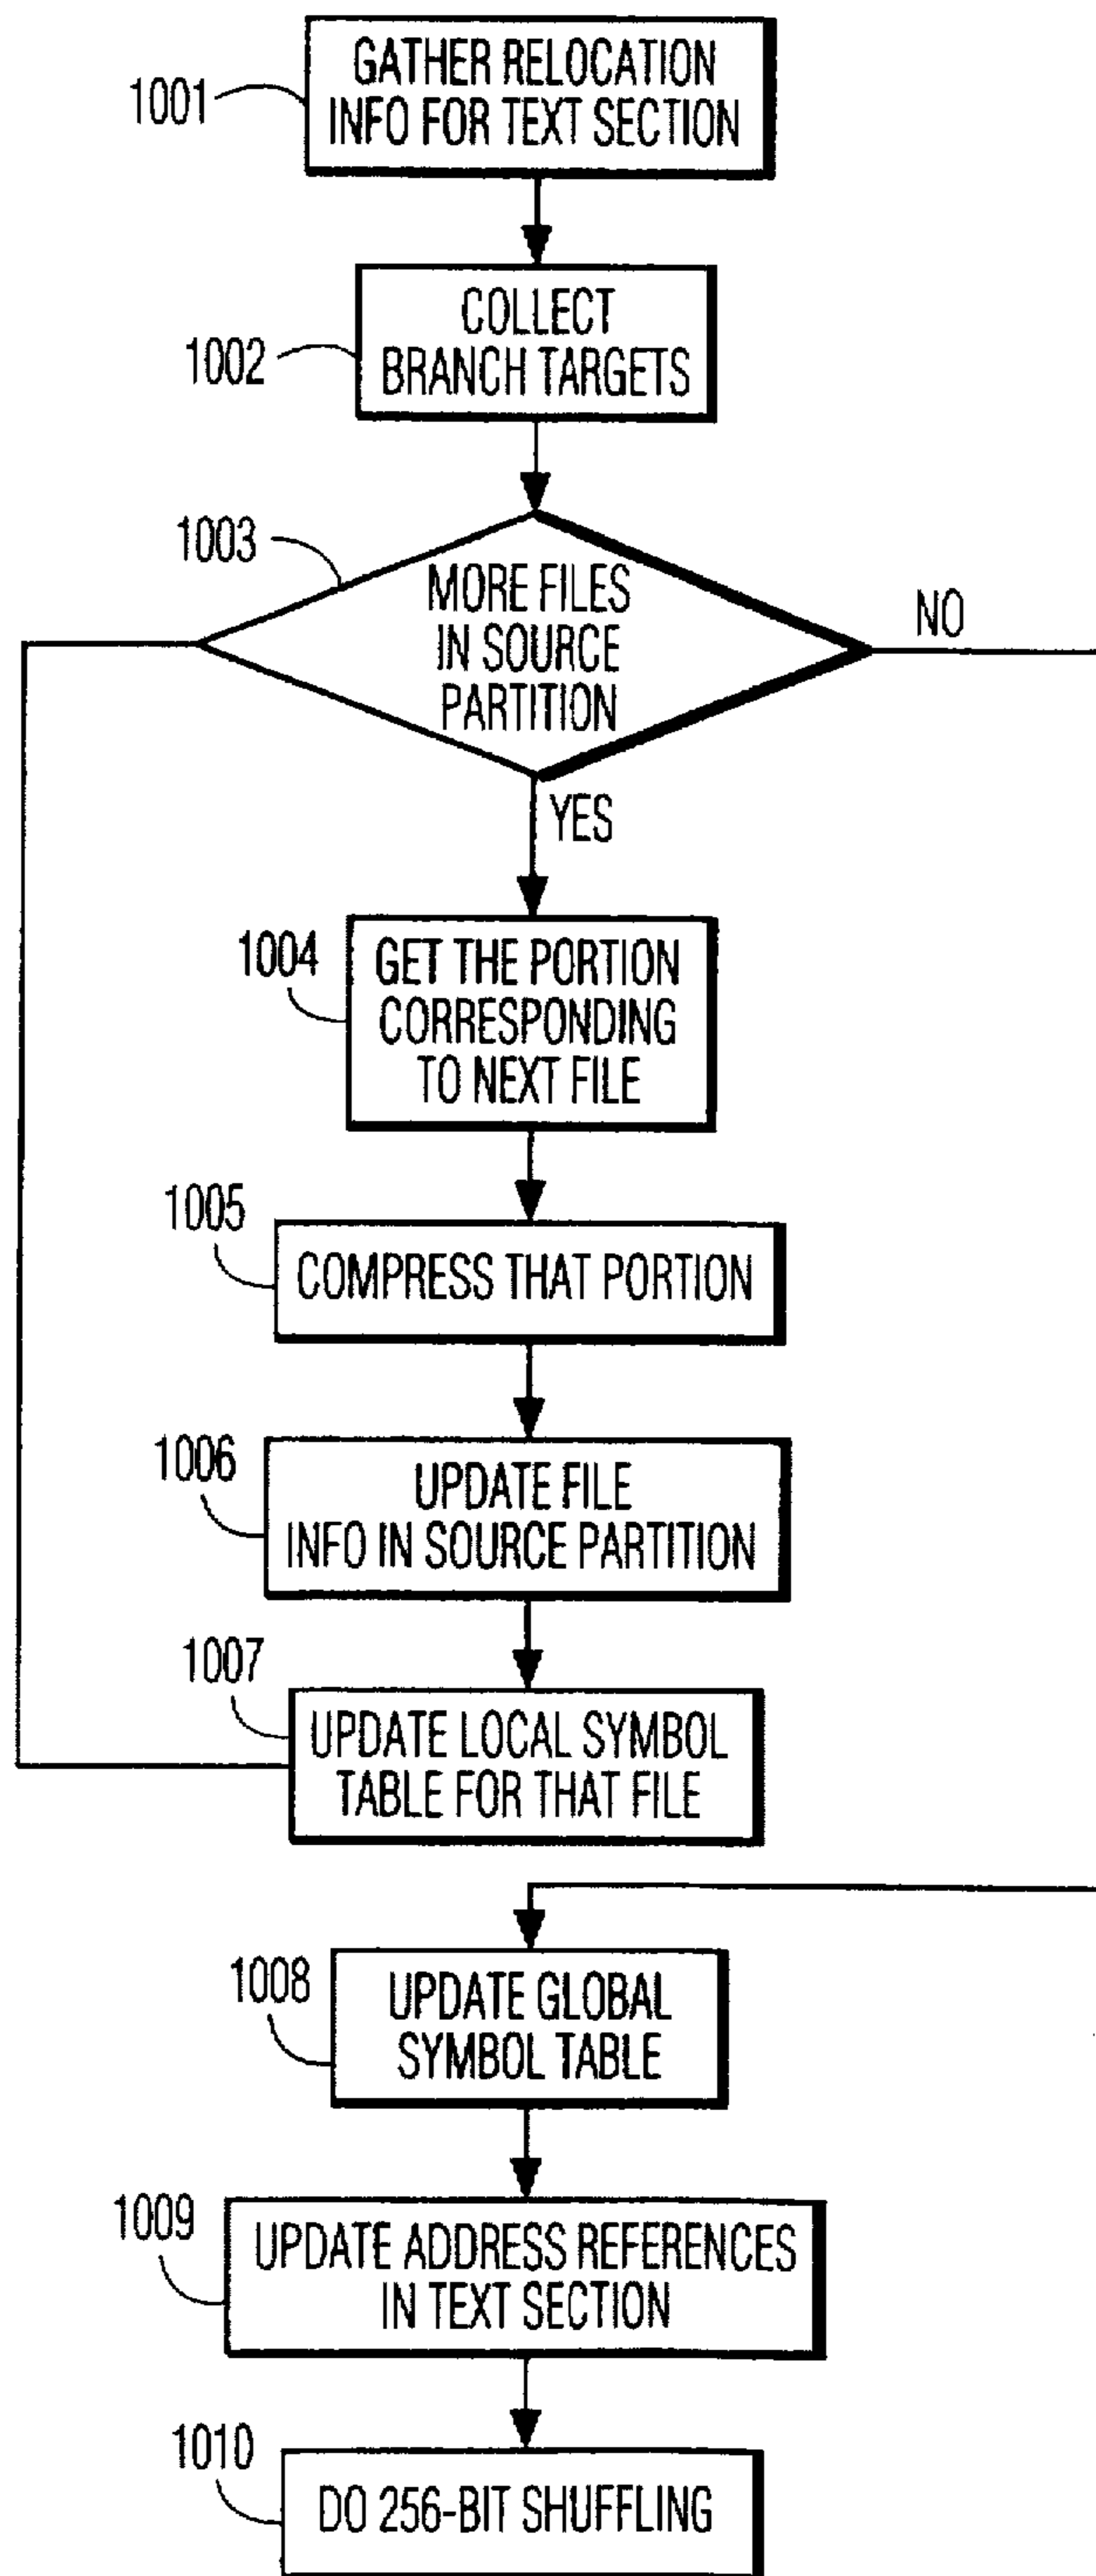 1001
GATHER RELOCATION
INFO FOR TEXT SECTION
1002
COLLECT
BRANCH TARGETS
1003
MORE FILES
IN SOURCE
PARTITION
NO
YES
1004
GET THE PORTION
CORRESPONDING
TO NEXT FILE
1005
COMPRESS THAT PORTION
1006
UPDATE FILE
INFO IN SOURCE PARTITION
1007
UPDATE LOCAL SYMBOL
TABLE FOR THAT FILE
1008
UPDATE GLOBAL
SYMBOL TABLE
1009
UPDATE ADDRESS REFERENCES
IN TEXT SECTION
1010
DO 256-BIT SHUFFLING